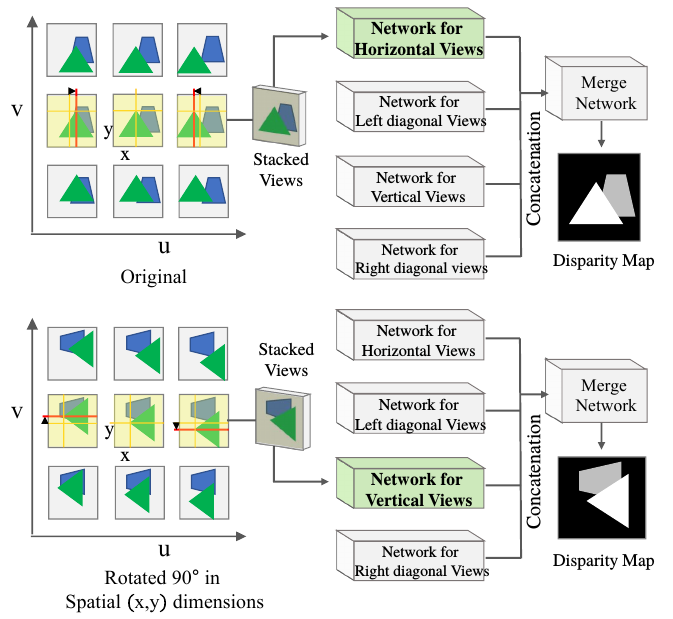 V
y
x
u
Original
Stacked
Views
Network for
Horizontal Views
Network for
Left diagonal Views
Network for
Vertical Views
Network for
Right diagonal views
Concatenation
Merge
Network
Disparity Map
V
y
x
u
Rotated 90° in
Spatial (x,y) dimensions
Stacked
Views
Network for
Horizontal Views
Network for
Left diagonal Views
Network for
Vertical Views
Network for
Right diagonal Views
Concatenation
Merge
Network
Disparity Map